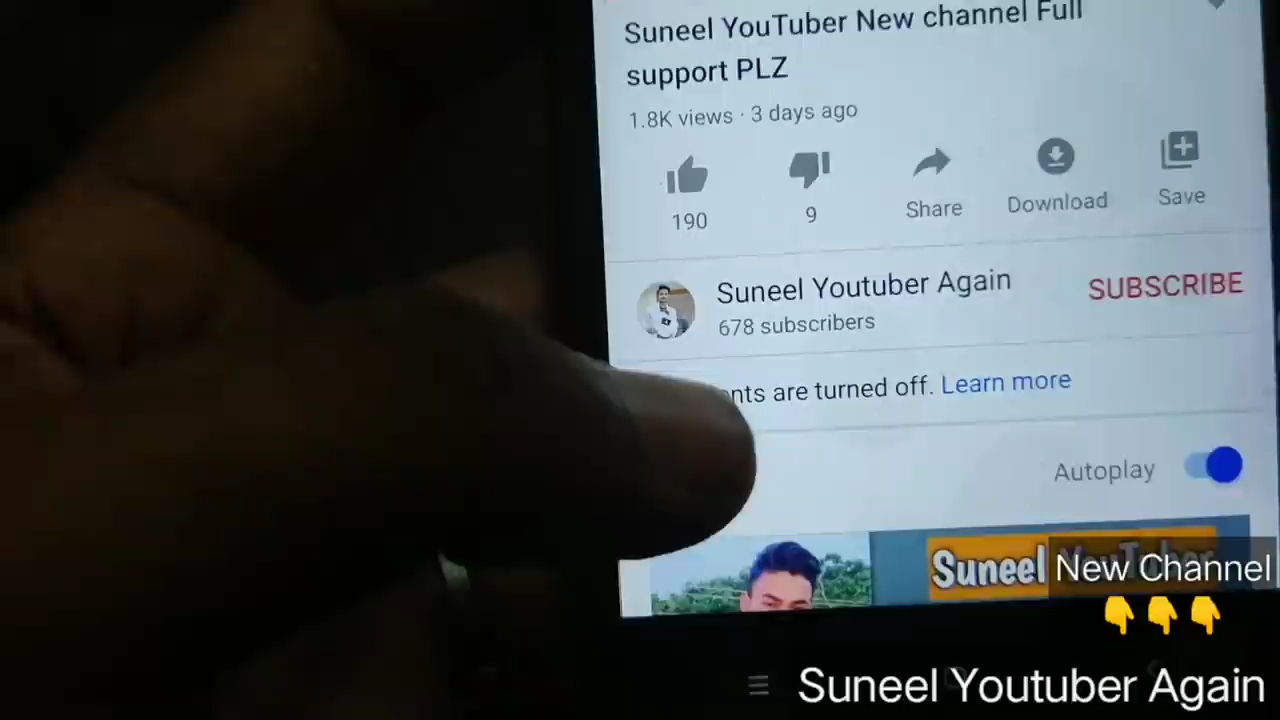 Suneel YouTuber New channel Full
support PLZ
1.8K views · 3 days ago
190
9
Share
Download
Save
Suneel Youtuber Again
SUBSCRIBE
678 subscribers
nts are turned off. Learn more
Autoplay
Suneel YouTuber
New Channel
👇👇👇
Suneel Youtuber Again